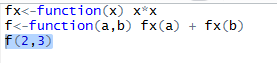 fx<-function(x) x*x
f<-function(a,b) fx(a) + fx(b)
f(2,3)